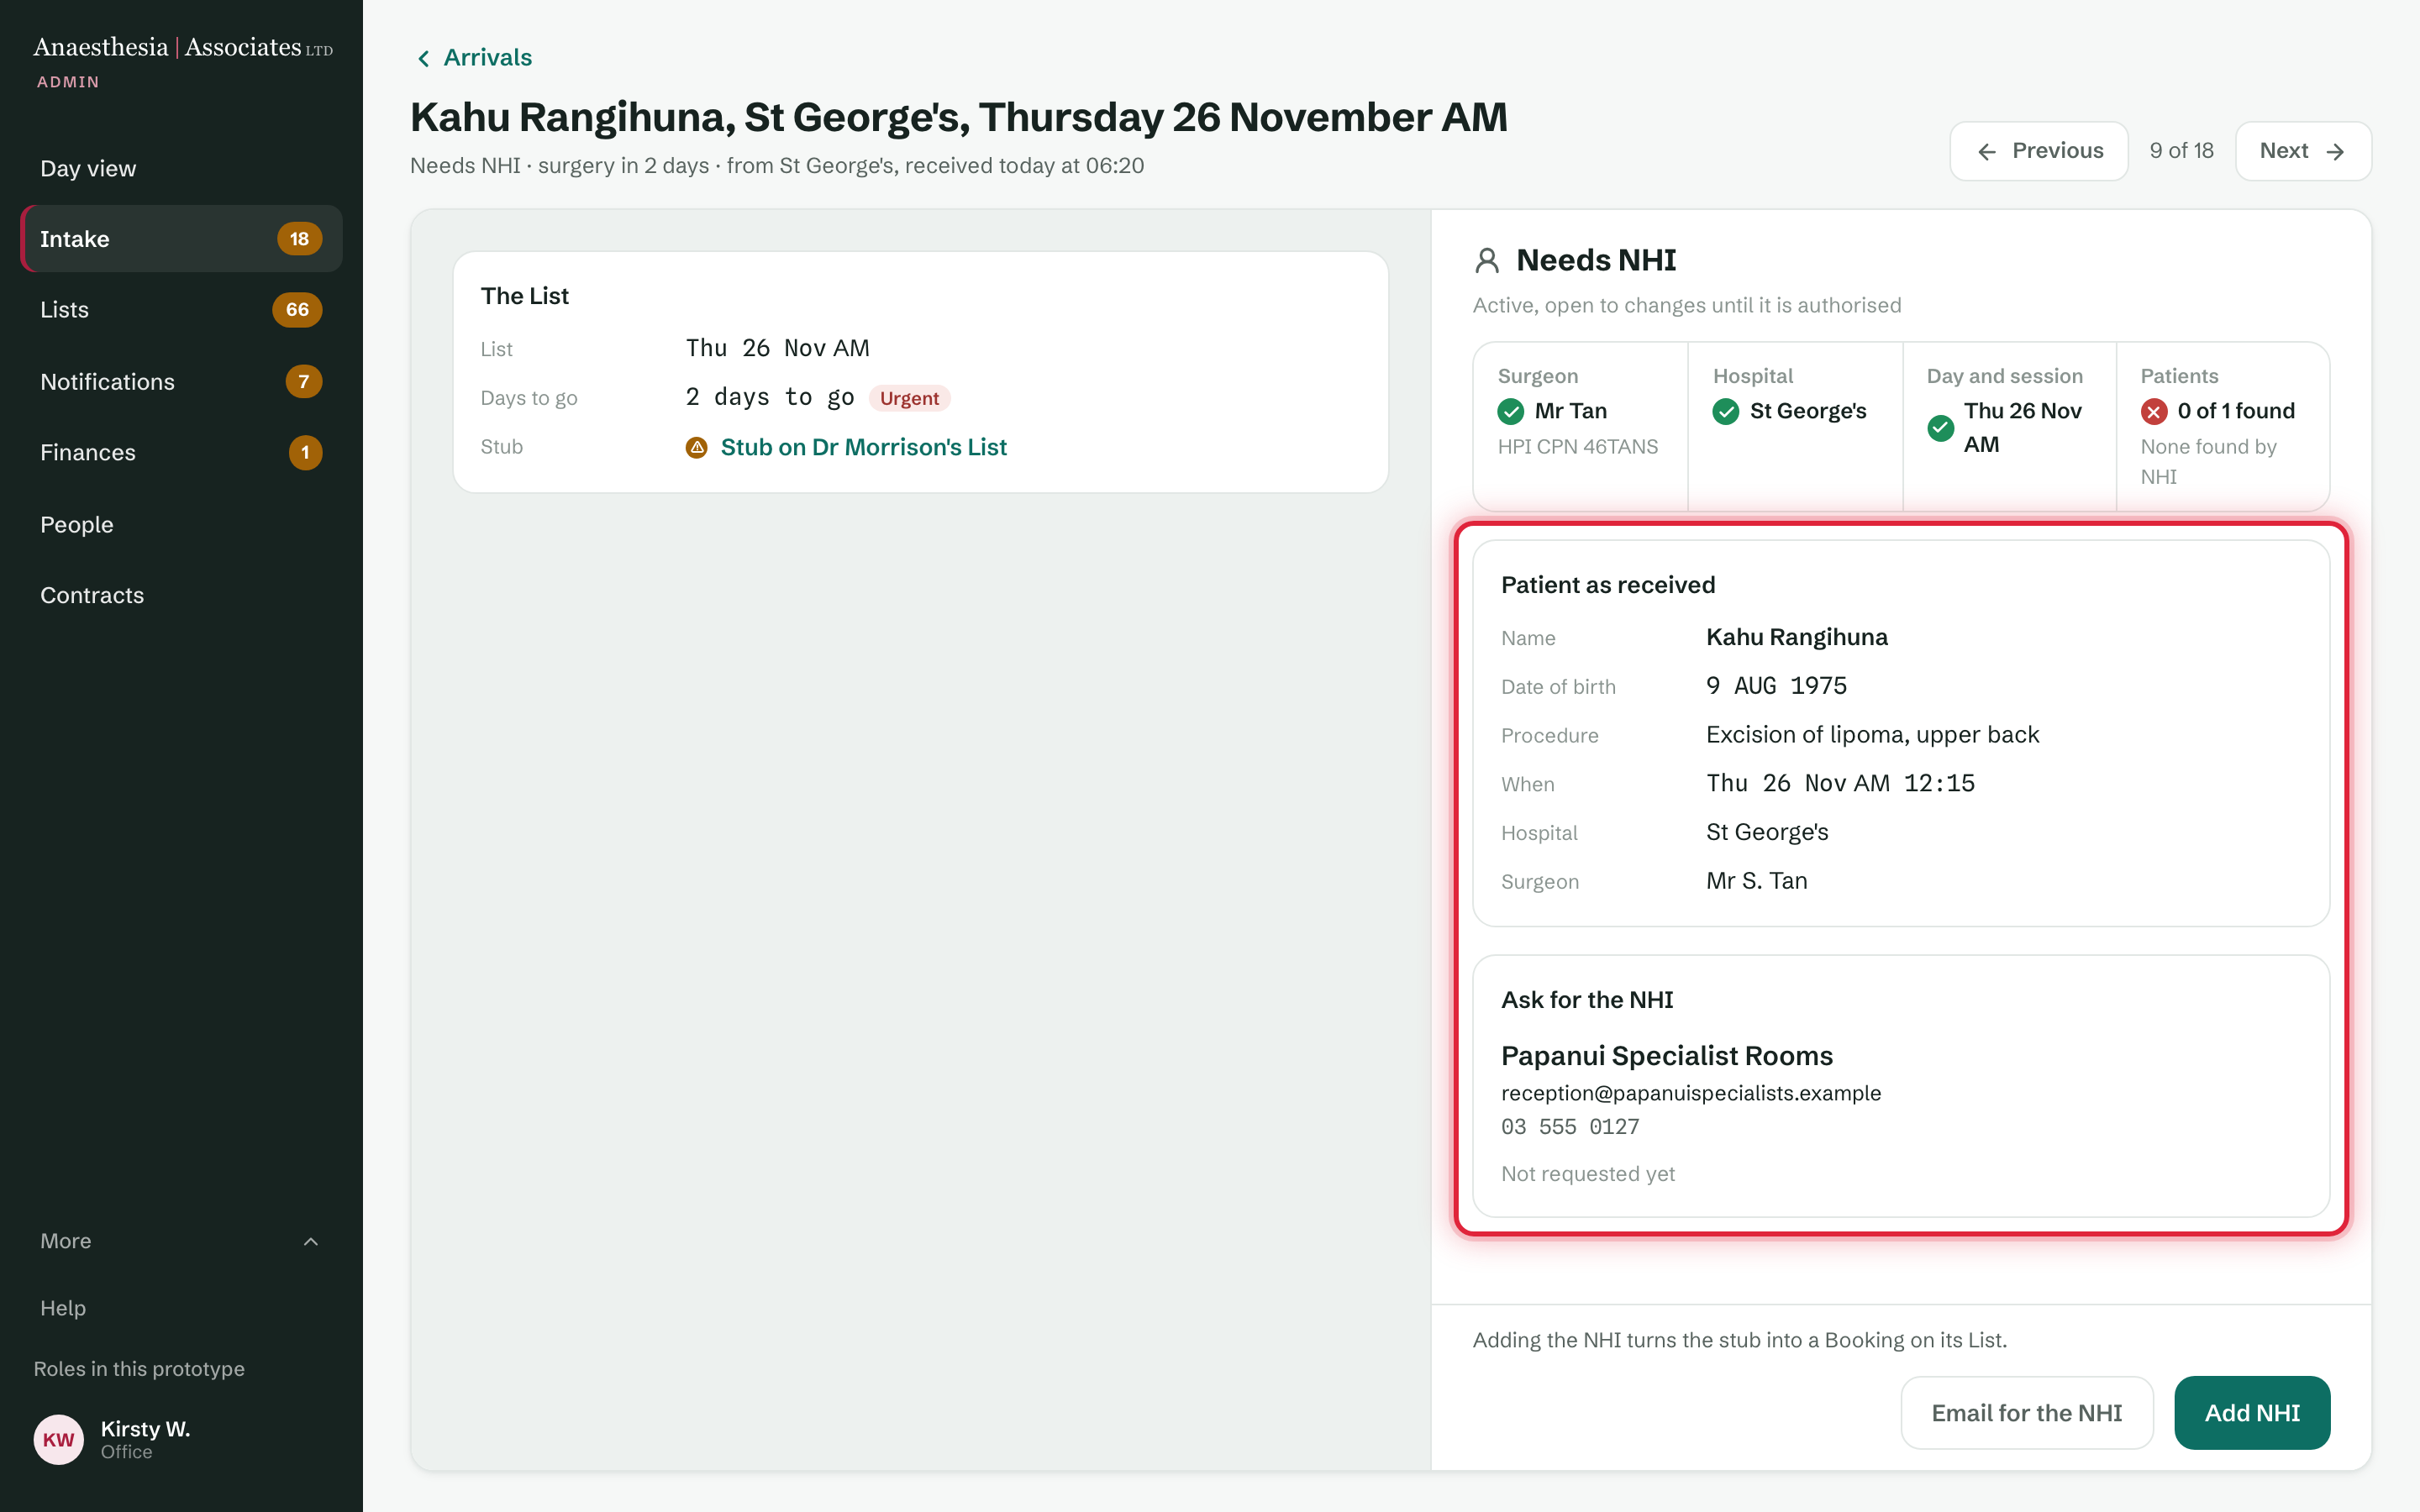 Anaesthesia | Associates LTD
ADMIN
Day view
Intake 18
Lists 66
Notifications 7
Finances 1
People
Contracts
More
Help
Roles in this prototype
KW
Kirsty W.
Office
Arrivals
Kahu Rangihuna, St George's, Thursday 26 November AM
Needs NHI · surgery in 2 days · from St George's, received today at 06:20
Previous
9 of 18
Next
The List
List Thu 26 Nov AM
Days to go 2 days to go Urgent
Stub Stub on Dr Morrison's List
Needs NHI
Active, open to changes until it is authorised
Surgeon
Mr Tan
HPI CPN 46TANS
Hospital
St George's
Day and session
Thu 26 Nov
AM
Patients
0 of 1 found
None found by
NHI
Patient as received
Name Kahu Rangihuna
Date of birth 9 AUG 1975
Procedure Excision of lipoma, upper back
When Thu 26 Nov AM 12:15
Hospital St George's
Surgeon Mr S. Tan
Ask for the NHI
Papanui Specialist Rooms
reception@papanuispecialists.example
03 555 0127
Not requested yet
Adding the NHI turns the stub into a Booking on its List.
Email for the NHI
Add NHI